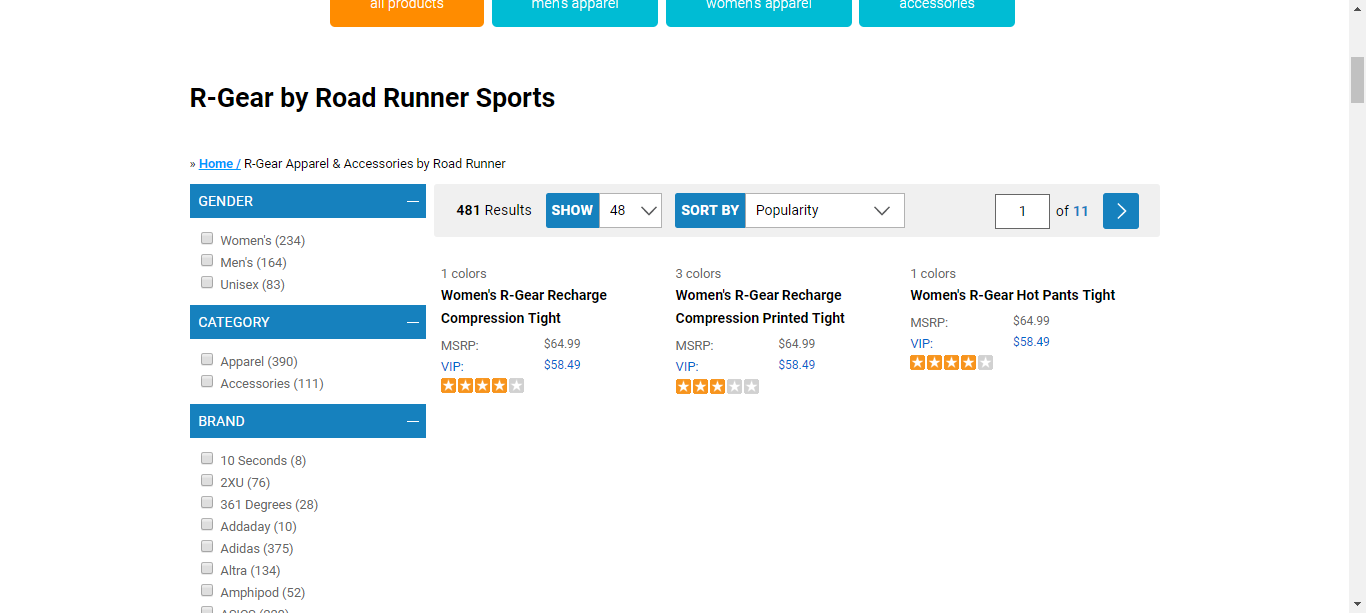 all products
men's apparel
women's apparel
accessories
R-Gear by Road Runner Sports
» Home / R-Gear Apparel & Accessories by Road Runner
GENDER
Women's (234)
Men's (164)
Unisex (83)
CATEGORY
Apparel (390)
Accessories (111)
BRAND
10 Seconds (8)
2XU (76)
361 Degrees (28)
Addaday (10)
Adidas (375)
Altra (134)
Amphipod (52)
481 Results
SHOW 48
SORT BY Popularity
1 of 11
1 colors
Women's R-Gear Recharge
Compression Tight
MSRP: $64.99
VIP: $58.49
3 colors
Women's R-Gear Recharge
Compression Printed Tight
MSRP: $64.99
VIP: $58.49
1 colors
Women's R-Gear Hot Pants Tight
MSRP: $64.99
VIP: $58.49